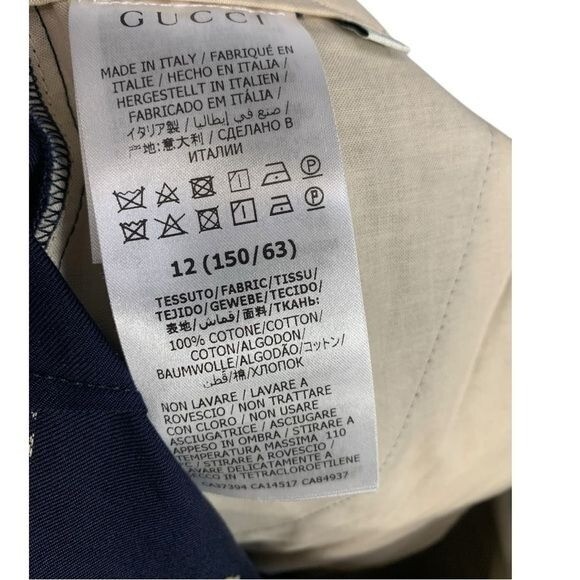 GUCCI
MADE IN ITALY / FABRIQUÉ EN
ITALIE / HECHO EN ITALIA /
HERGESTELLT IN ITALIEN /
FABRICADO EM ITÁLIA /
イタリア製 / صنع في إيطاليا /
产地:意大利 / СДЕЛАНО В
ИТАЛИИ
12 (150/63)
TESSUTO/FABRIC/TISSU/
TEJIDO/GEWEBE/TECIDO/
表地/قماش/面料/ТКАНЬ:
100% COTONE/COTTON/
COTON/ALGODON/
BAUMWOLLE/ALGODÃO/コットン/
قطن/棉/ХЛОПОК
NON LAVARE / LAVARE A
ROVESCIO / NON TRATTARE
CON CLORO / NON USARE
ASCIUGATRICE / ASCIUGARE
APPESO IN OMBRA / STIRARE A
TEMPERATURA MASSIMA 110
°C / STIRARE A ROVESCIO /
LAVARE DELICATAMENTE A
SECCO IN TETRACLOROETILENE
CA37394 CA14517 CA84937